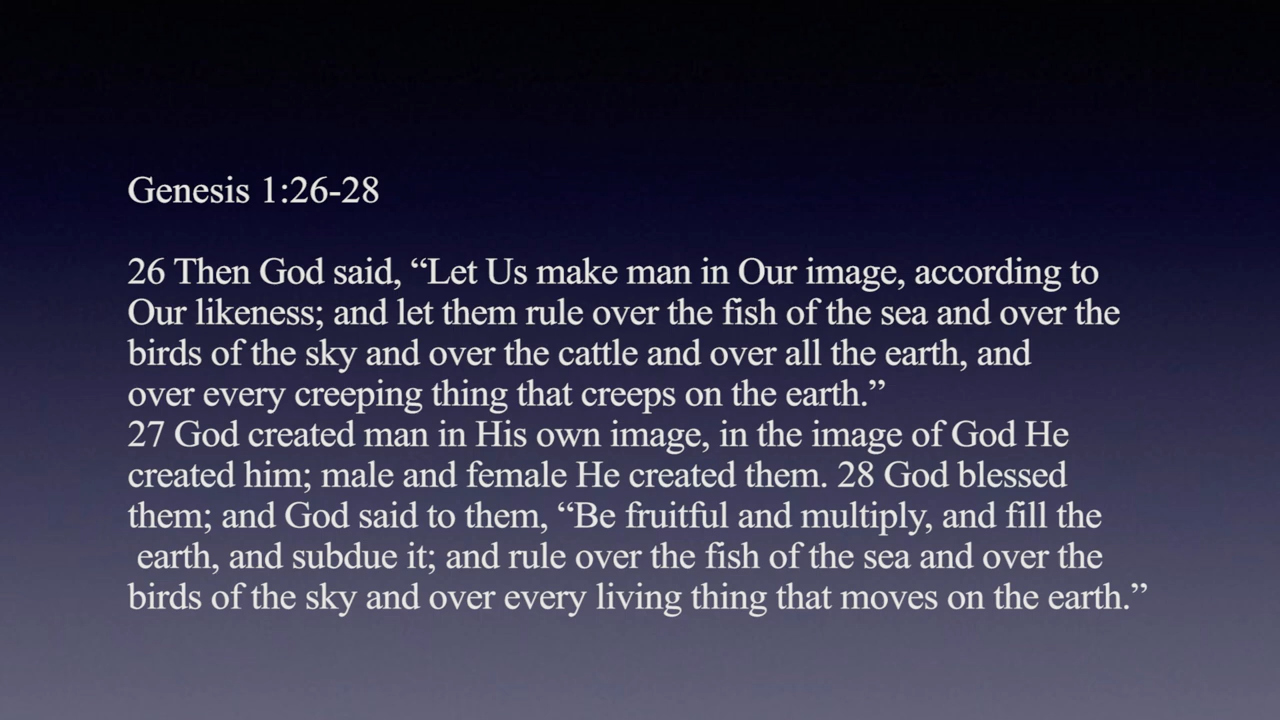 Genesis 1:26-28
26 Then God said, “Let Us make man in Our image, according to
Our likeness; and let them rule over the fish of the sea and over the
birds of the sky and over the cattle and over all the earth, and
over every creeping thing that creeps on the earth.”
27 God created man in His own image, in the image of God He
created him; male and female He created them. 28 God blessed
them; and God said to them, “Be fruitful and multiply, and fill the
earth, and subdue it; and rule over the fish of the sea and over the
birds of the sky and over every living thing that moves on the earth.”